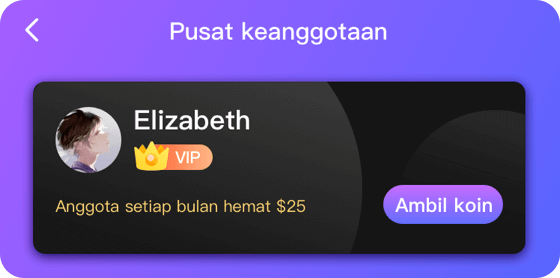 Pusat keanggotaan
Elizabeth
VIP
Anggota setiap bulan hemat $25
Ambil koin